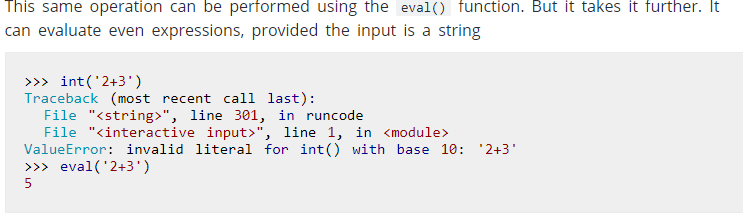 This same operation can be performed using the eval() function. But it takes it further. It
can evaluate even expressions, provided the input is a string
>>> int('2+3')
Traceback (most recent call last):
  File "<string>", line 301, in runcode
  File "<interactive input>", line 1, in <module>
ValueError: invalid literal for int() with base 10: '2+3'
>>> eval('2+3')
5